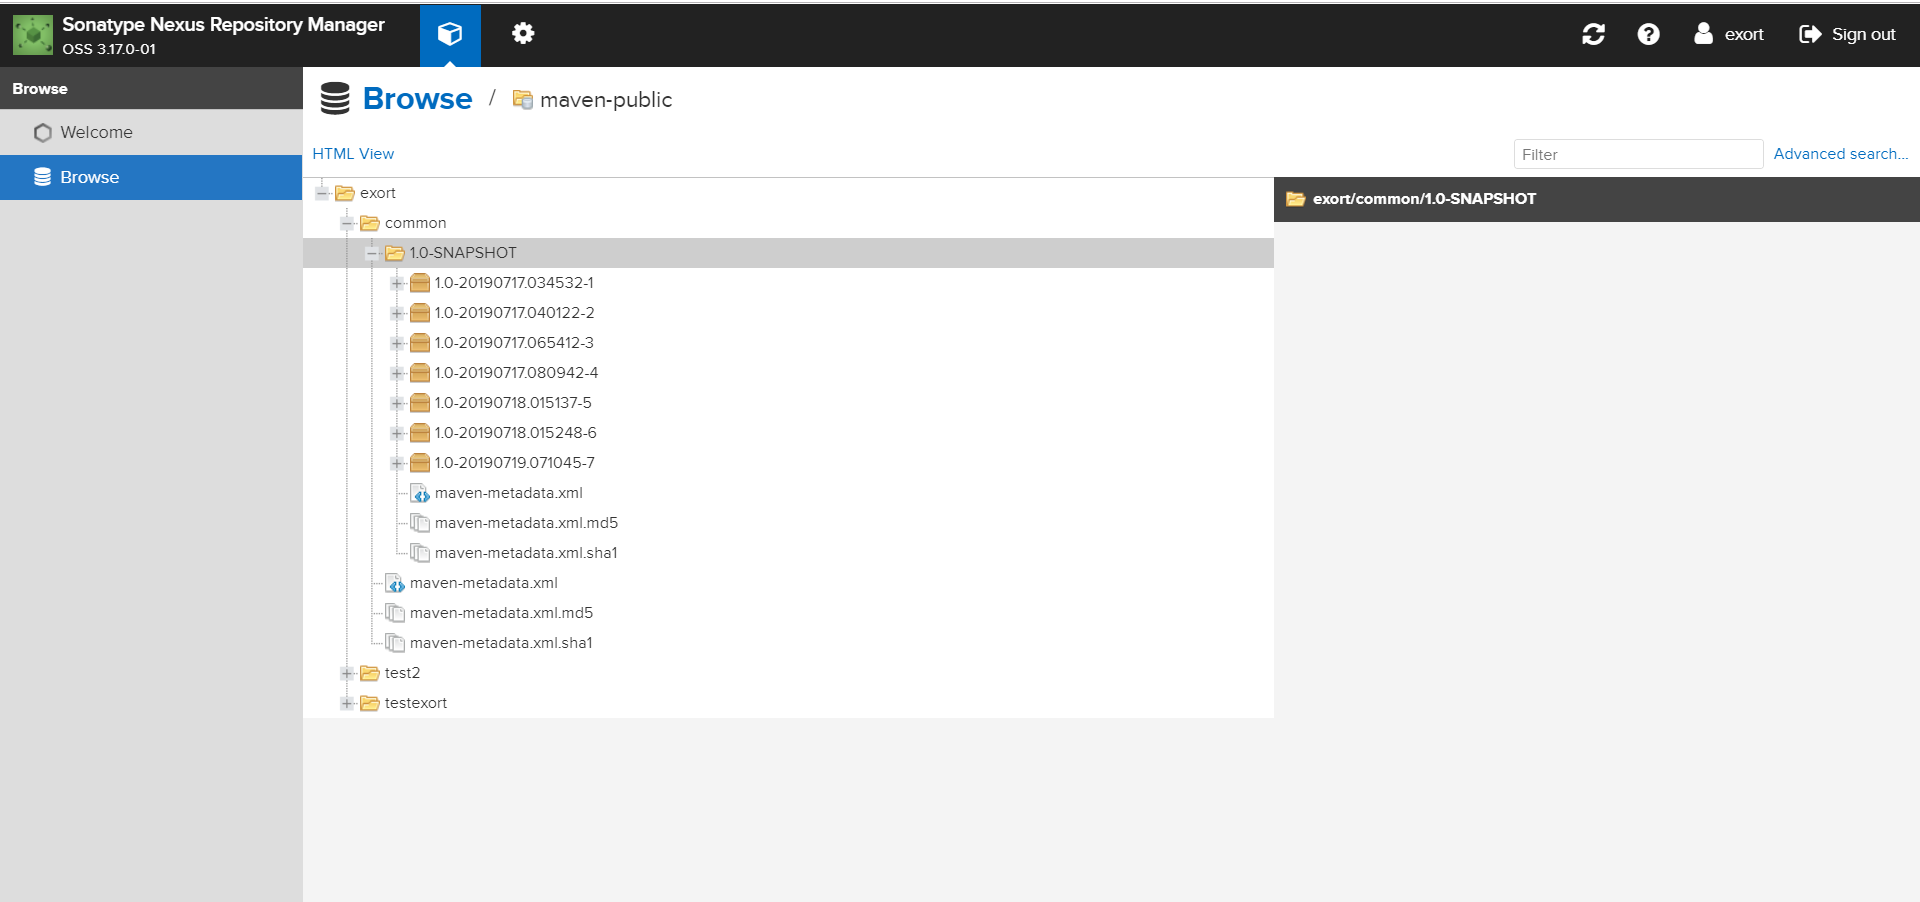 Sonatype Nexus Repository Manager
OSS 3.17.0-01
exort
Sign out
Browse
Welcome
Browse
Browse / maven-public
HTML View
Filter
Advanced search...
exort
common
1.0-SNAPSHOT
1.0-20190717.034532-1
1.0-20190717.040122-2
1.0-20190717.065412-3
1.0-20190717.080942-4
1.0-20190718.015137-5
1.0-20190718.015248-6
1.0-20190719.071045-7
maven-metadata.xml
maven-metadata.xml.md5
maven-metadata.xml.sha1
maven-metadata.xml
maven-metadata.xml.md5
maven-metadata.xml.sha1
test2
testexort
exort/common/1.0-SNAPSHOT